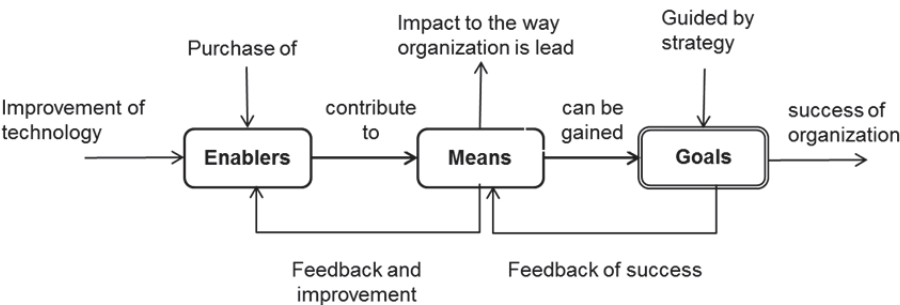 Impact to the way
organization is lead
Guided by
strategy
Purchase of
Improvement of
technology
contribute
to
can be
gained
success of
organization
Enablers
Means
Goals
Feedback and
improvement
Feedback of success